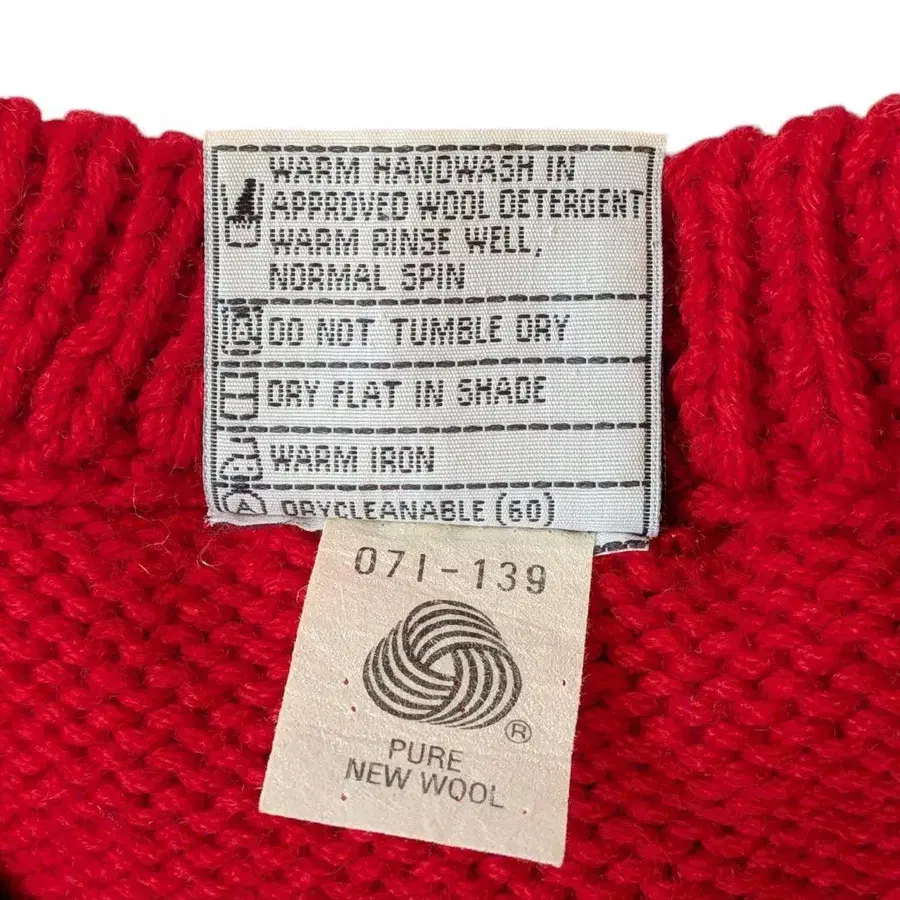 WARM HANDWASH IN
APPROVED WOOL DETERGENT
WARM RINSE WELL,
NORMAL SPIN
DO NOT TUMBLE DRY
DRY FLAT IN SHADE
WARM IRON
A DRYCLEANABLE (60)
071-139
®
PURE
NEW WOOL